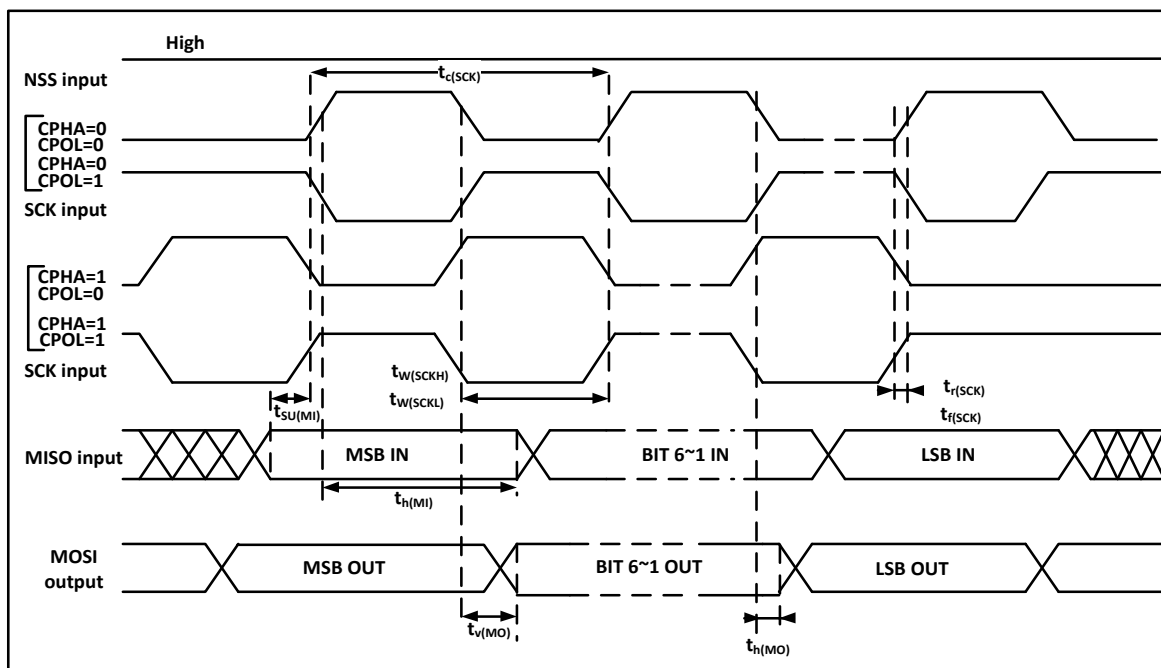 High
NSS input
tc(SCK)
CPHA=0
CPOL=0
CPHA=0
CPOL=1
SCK input
CPHA=1
CPOL=0
CPHA=1
CPOL=1
SCK input
tSU(MI)
tW(SCKH)
tW(SCKL)
tr(SCK)
tf(SCK)
MISO input
MSB IN
BIT 6~1 IN
LSB IN
th(MI)
MOSI
output
MSB OUT
BIT 6~1 OUT
LSB OUT
tv(MO)
th(MO)